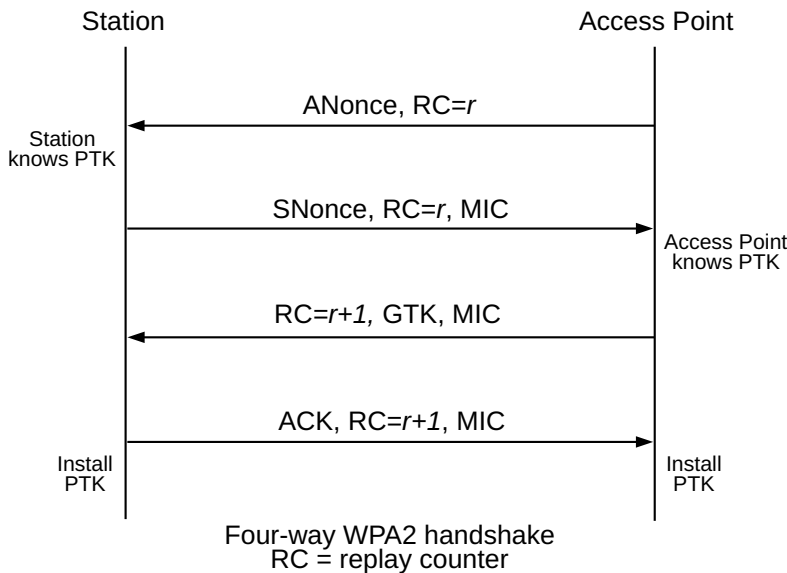 Station
Access Point
ANonce, RC=r
Station
knows PTK
SNonce, RC=r, MIC
Access Point
knows PTK
RC=r+1, GTK, MIC
ACK, RC=r+1, MIC
Install
PTK
Install
PTK
Four-way WPA2 handshake
RC = replay counter